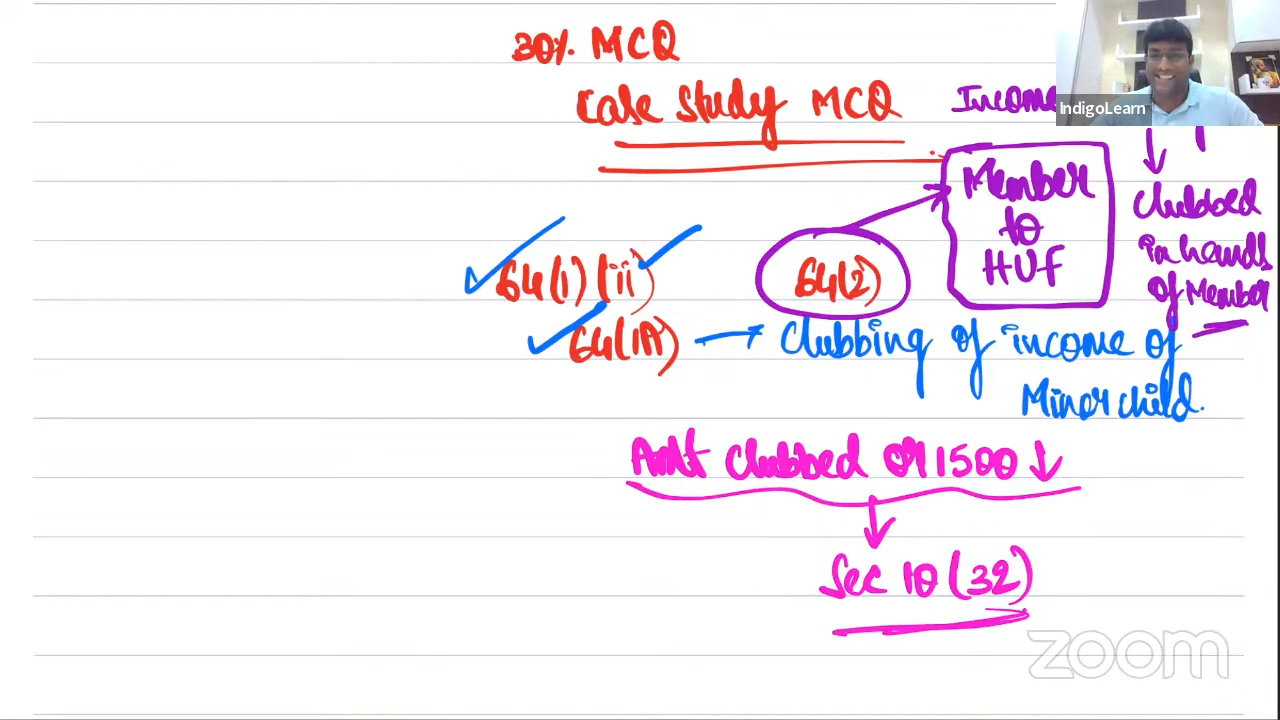 30% MCQ
Case Study MCQ
Income
IndigoLearn
Member
to
HUF
Clubbed
in hands
of Member
64(1)(ii)
64(2)
64(1A) → Clubbing of income of
Minor child.
Amt clubbed or 1500 ↓
Sec 10(32)
zoom